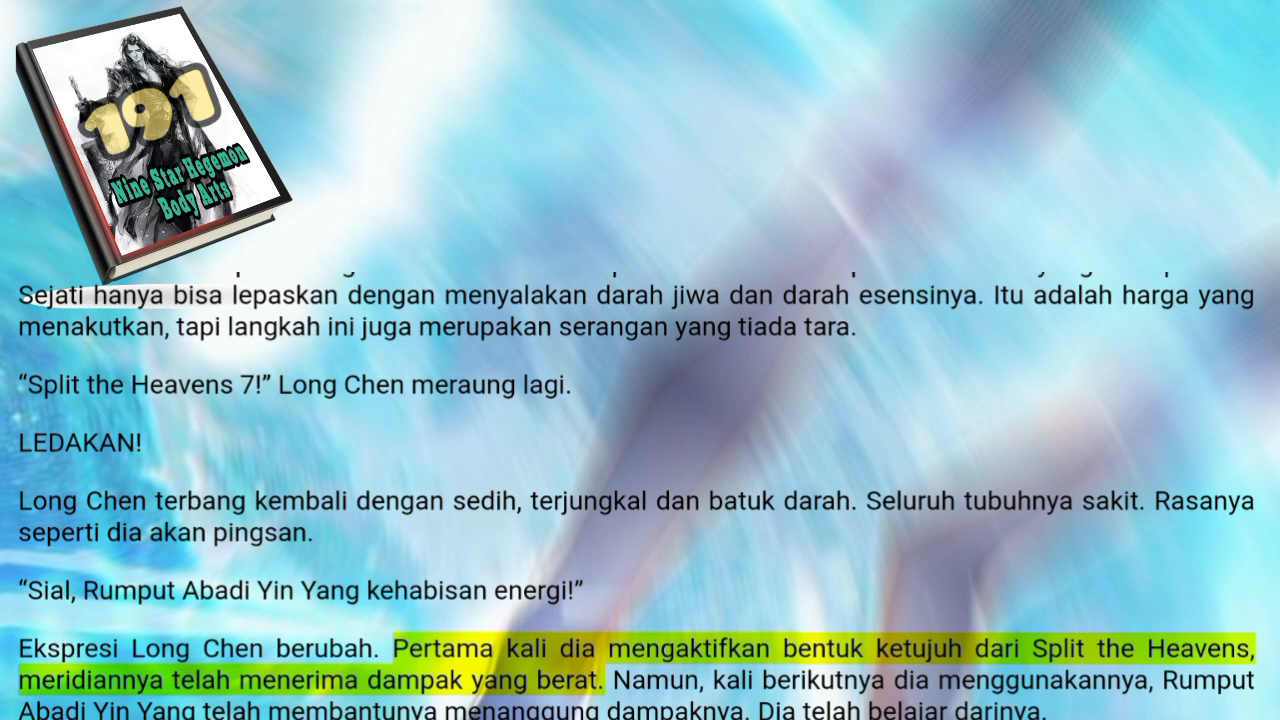 191
Nine Star Hegemon
Body Arts
Sejati hanya bisa lepaskan dengan menyalakan darah jiwa dan darah esensinya. Itu adalah harga yang
menakutkan, tapi langkah ini juga merupakan serangan yang tiada tara.
“Split the Heavens 7!” Long Chen meraung lagi.
LEDAKAN!
Long Chen terbang kembali dengan sedih, terjungkal dan batuk darah. Seluruh tubuhnya sakit. Rasanya
seperti dia akan pingsan.
“Sial, Rumput Abadi Yin Yang kehabisan energi!”
Ekspresi Long Chen berubah. Pertama kali dia mengaktifkan bentuk ketujuh dari Split the Heavens,
meridiannya telah menerima dampak yang berat. Namun, kali berikutnya dia menggunakannya, Rumput
Abadi Yin Yang telah membantunya menanggung dampaknya. Dia telah belajar darinya.